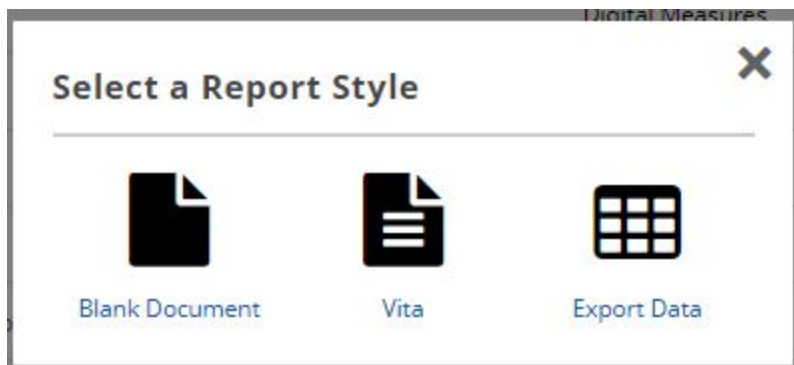 Digital Measures
Select a Report Style
Blank Document
Vita
Export Data